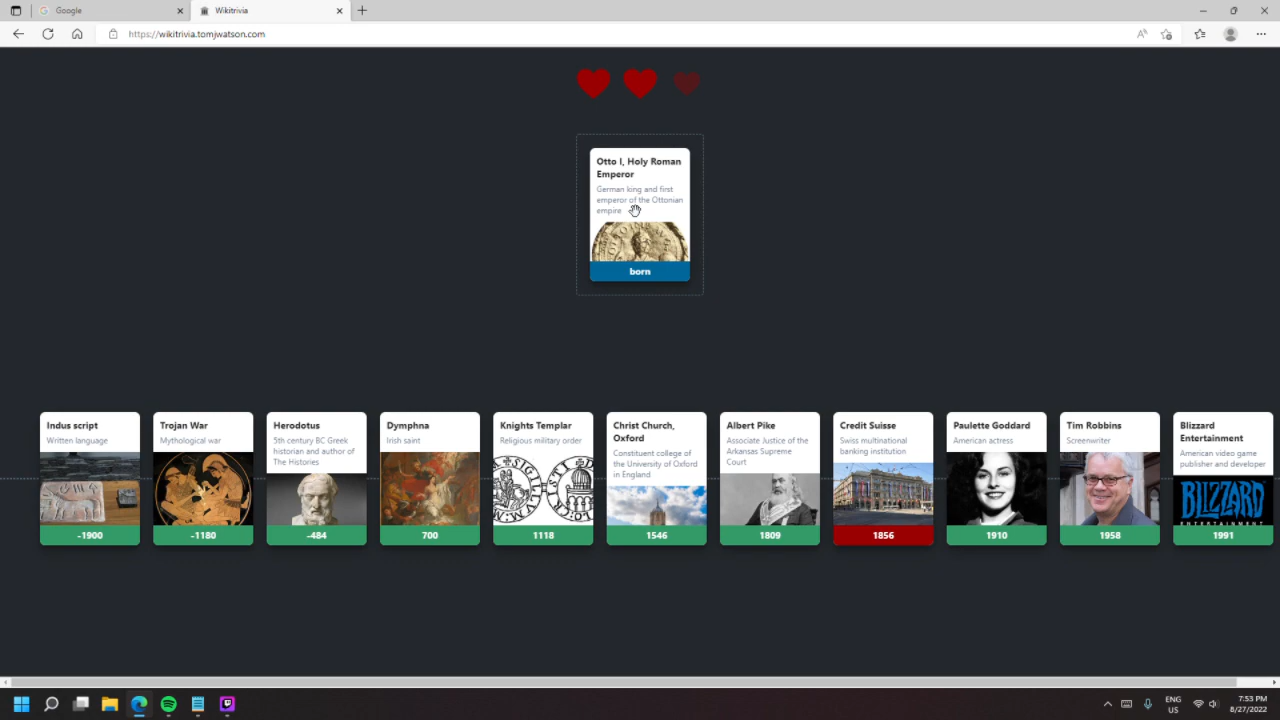 Google
Wikitrivia
https://wikitrivia.tomjwatson.com
Otto I, Holy Roman
Emperor
German king and first
emperor of the Ottonian
empire
born
Indus script
Written language
-1900
Trojan War
Mythological war
-1180
Herodotus
5th century BC Greek
historian and author of
The Histories
-484
Dymphna
Irish saint
700
Knights Templar
Religious military order
1118
Christ Church,
Oxford
Constituent college of
the University of Oxford
in England
1546
Albert Pike
Associate Justice of the
Arkansas Supreme
Court
1809
Credit Suisse
Swiss multinational
banking institution
1856
Paulette Goddard
American actress
1910
Tim Robbins
Screenwriter
1958
Blizzard
Entertainment
American video game
publisher and developer
BLIZZARD
ENTERTAINMENT
1991
ENG
US
7:53 PM
8/27/2022